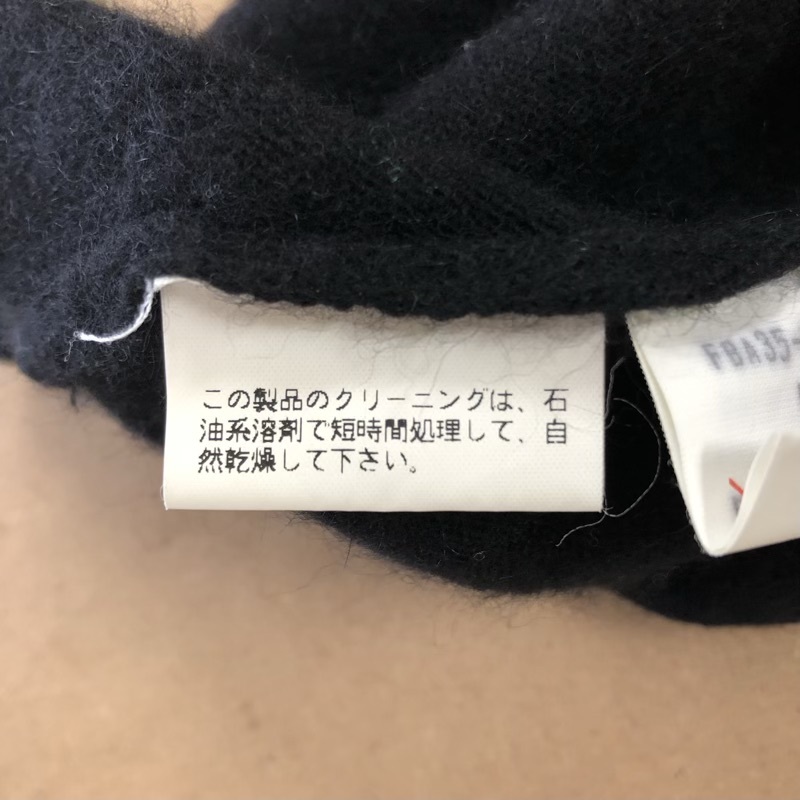 この製品のクリーニングは、石
油系溶剤で短時間処理して、自
然乾燥して下さい。
FBA35-